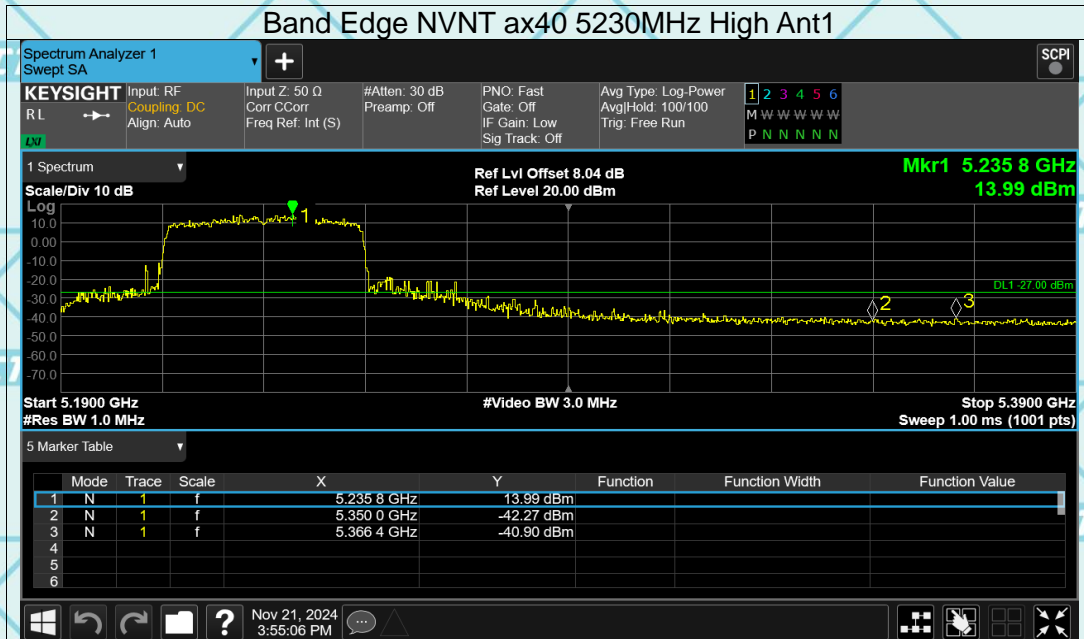 Band Edge NVNT ax40 5230MHz High Ant1
Spectrum Analyzer 1
Swept SA
+
SCPI
KEYSIGHT
R L
LXI
Input: RF
Coupling: DC
Align: Auto
Input Z: 50 Ω
Corr CCorr
Freq Ref: Int (S)
#Atten: 30 dB
Preamp: Off
PNO: Fast
Gate: Off
IF Gain: Low
Sig Track: Off
Avg Type: Log-Power
Avg|Hold: 100/100
Trig: Free Run
1 2 3 4 5 6
M W W W W W
P N N N N N
1 Spectrum
Scale/Div 10 dB
Ref Lvl Offset 8.04 dB
Ref Level 20.00 dBm
Mkr1 5.235 8 GHz
13.99 dBm
Log
10.0
0.00
-10.0
-20.0
-30.0
-40.0
-50.0
-60.0
-70.0
1
DL1 -27.00 dBm
2
3
Start 5.1900 GHz
#Res BW 1.0 MHz
#Video BW 3.0 MHz
Stop 5.3900 GHz
Sweep 1.00 ms (1001 pts)
5 Marker Table
Mode Trace Scale X Y Function Function Width Function Value
1 N 1 f 5.235 8 GHz 13.99 dBm
2 N 1 f 5.350 0 GHz -42.27 dBm
3 N 1 f 5.366 4 GHz -40.90 dBm
4
5
6
?
Nov 21, 2024
3:55:06 PM